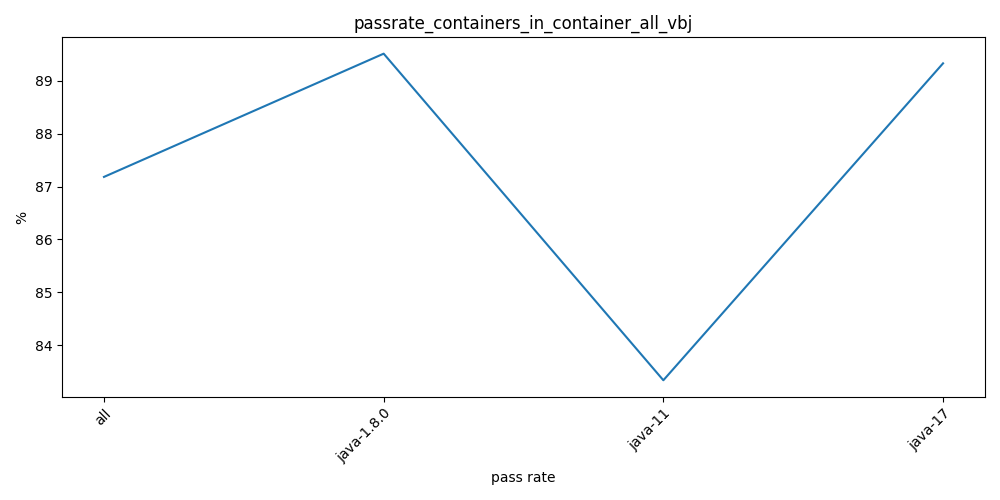 passrate_containers_in_container_all_vbj
89
88
87
86
85
84
%
all
java-1.8.0
java-11
java-17
pass rate